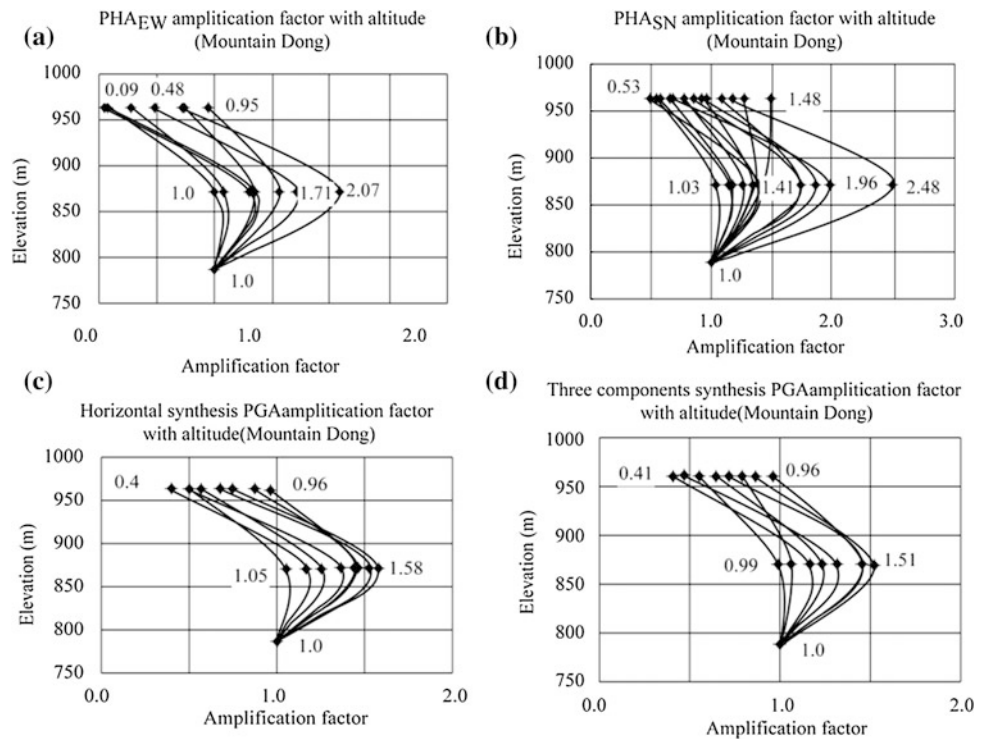 (a)
PHAEW amplitication factor with altitude
(Mountain Dong)
1000
950
900
850
800
750
Elevation (m)
0.09 0.48 0.95
1.0 1.71 2.07
1.0
0.0 1.0 2.0
Amplification factor
(b)
PHASN amplitication factor with altitude
(Mountain Dong)
1000
950
900
850
800
750
Elevation (m)
0.53 1.48
1.03 1.41 1.96 2.48
1.0
0.0 1.0 2.0 3.0
Amplification factor
(c)
Horizontal synthesis PGAamplitication factor
with altitude(Mountain Dong)
1000
950
900
850
800
750
Elevation (m)
0.4 0.96
1.05 1.58
1.0
0.0 1.0 2.0
Amplification factor
(d)
Three components synthesis PGAamplitication factor
with altitude(Mountain Dong)
1000
950
900
850
800
750
Elevation (m)
0.41 0.96
0.99 1.51
1.0
0.0 1.0 2.0
Amplification factor